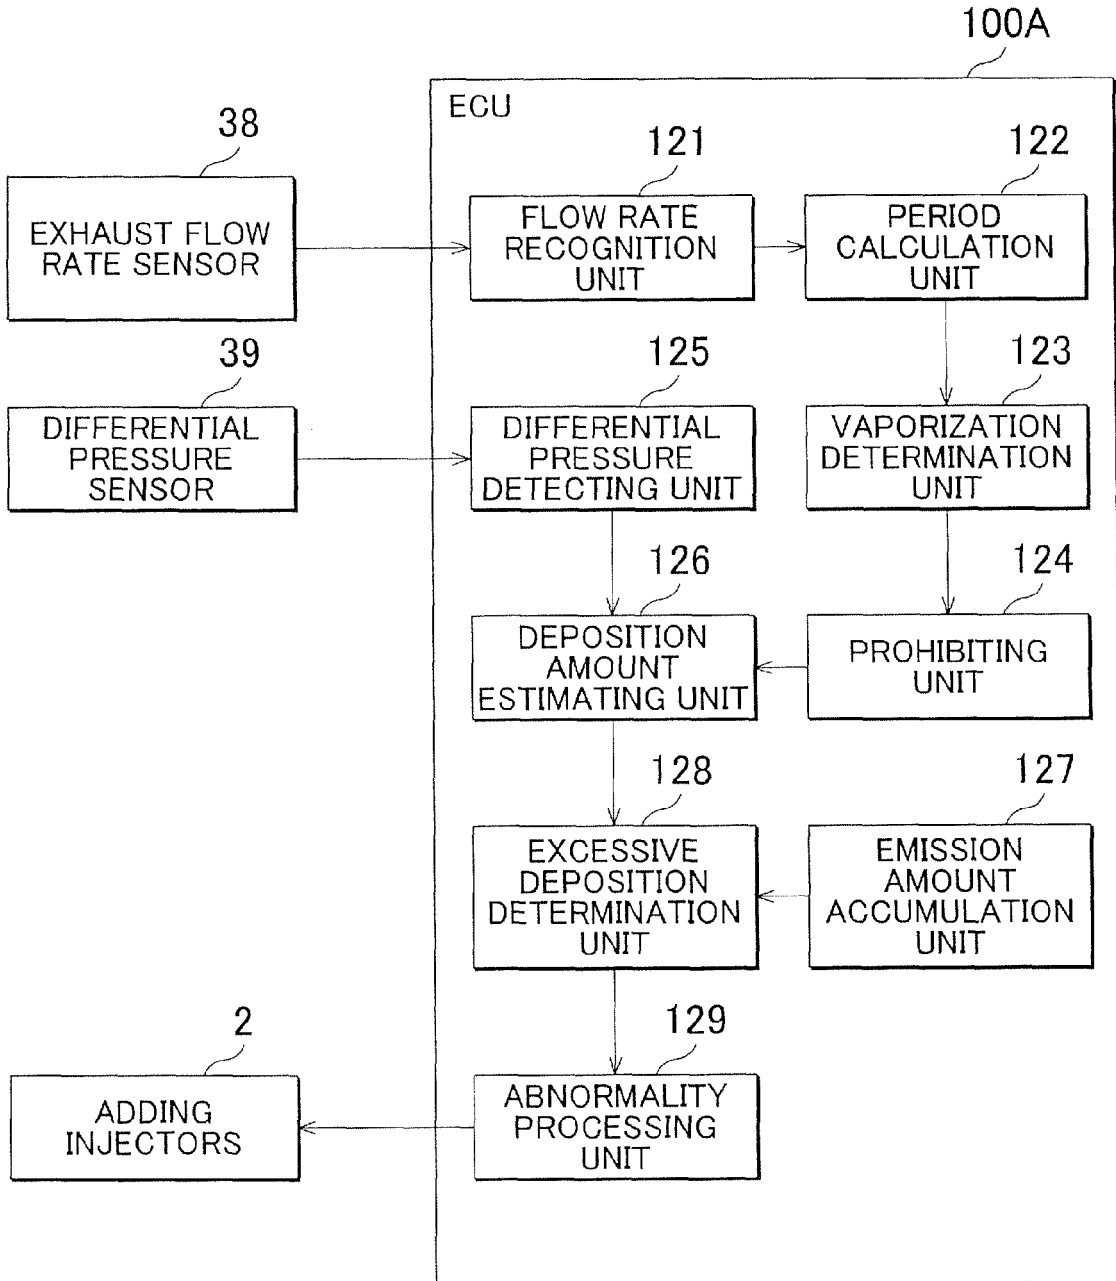 100A
ECU
38
EXHAUST FLOW
RATE SENSOR
121
FLOW RATE
RECOGNITION
UNIT
122
PERIOD
CALCULATION
UNIT
39
DIFFERENTIAL
PRESSURE
SENSOR
125
DIFFERENTIAL
PRESSURE
DETECTING UNIT
123
VAPORIZATION
DETERMINATION
UNIT
126
DEPOSITION
AMOUNT
ESTIMATING UNIT
124
PROHIBITING
UNIT
128
EXCESSIVE
DEPOSITION
DETERMINATION
UNIT
127
EMISSION
AMOUNT
ACCUMULATION
UNIT
2
ADDING
INJECTORS
129
ABNORMALITY
PROCESSING
UNIT